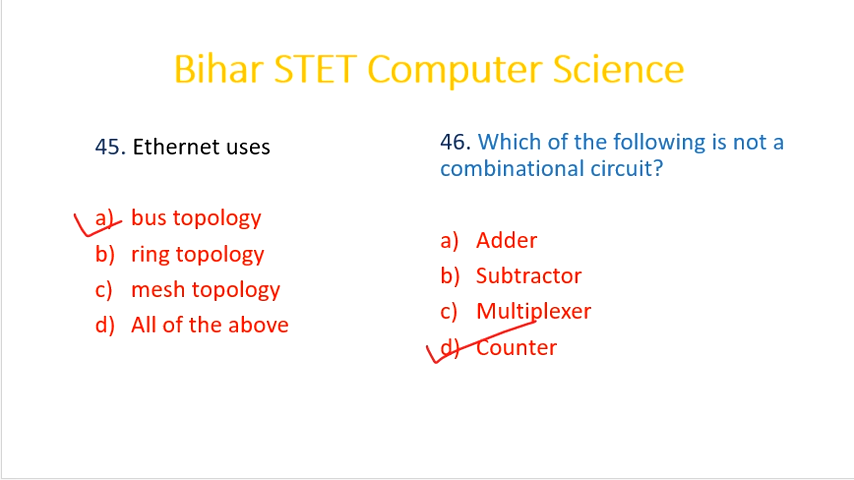 Bihar STET Computer Science
45. Ethernet uses
a) bus topology
b) ring topology
c) mesh topology
d) All of the above
46. Which of the following is not a
combinational circuit?
a) Adder
b) Subtractor
c) Multiplexer
d) Counter